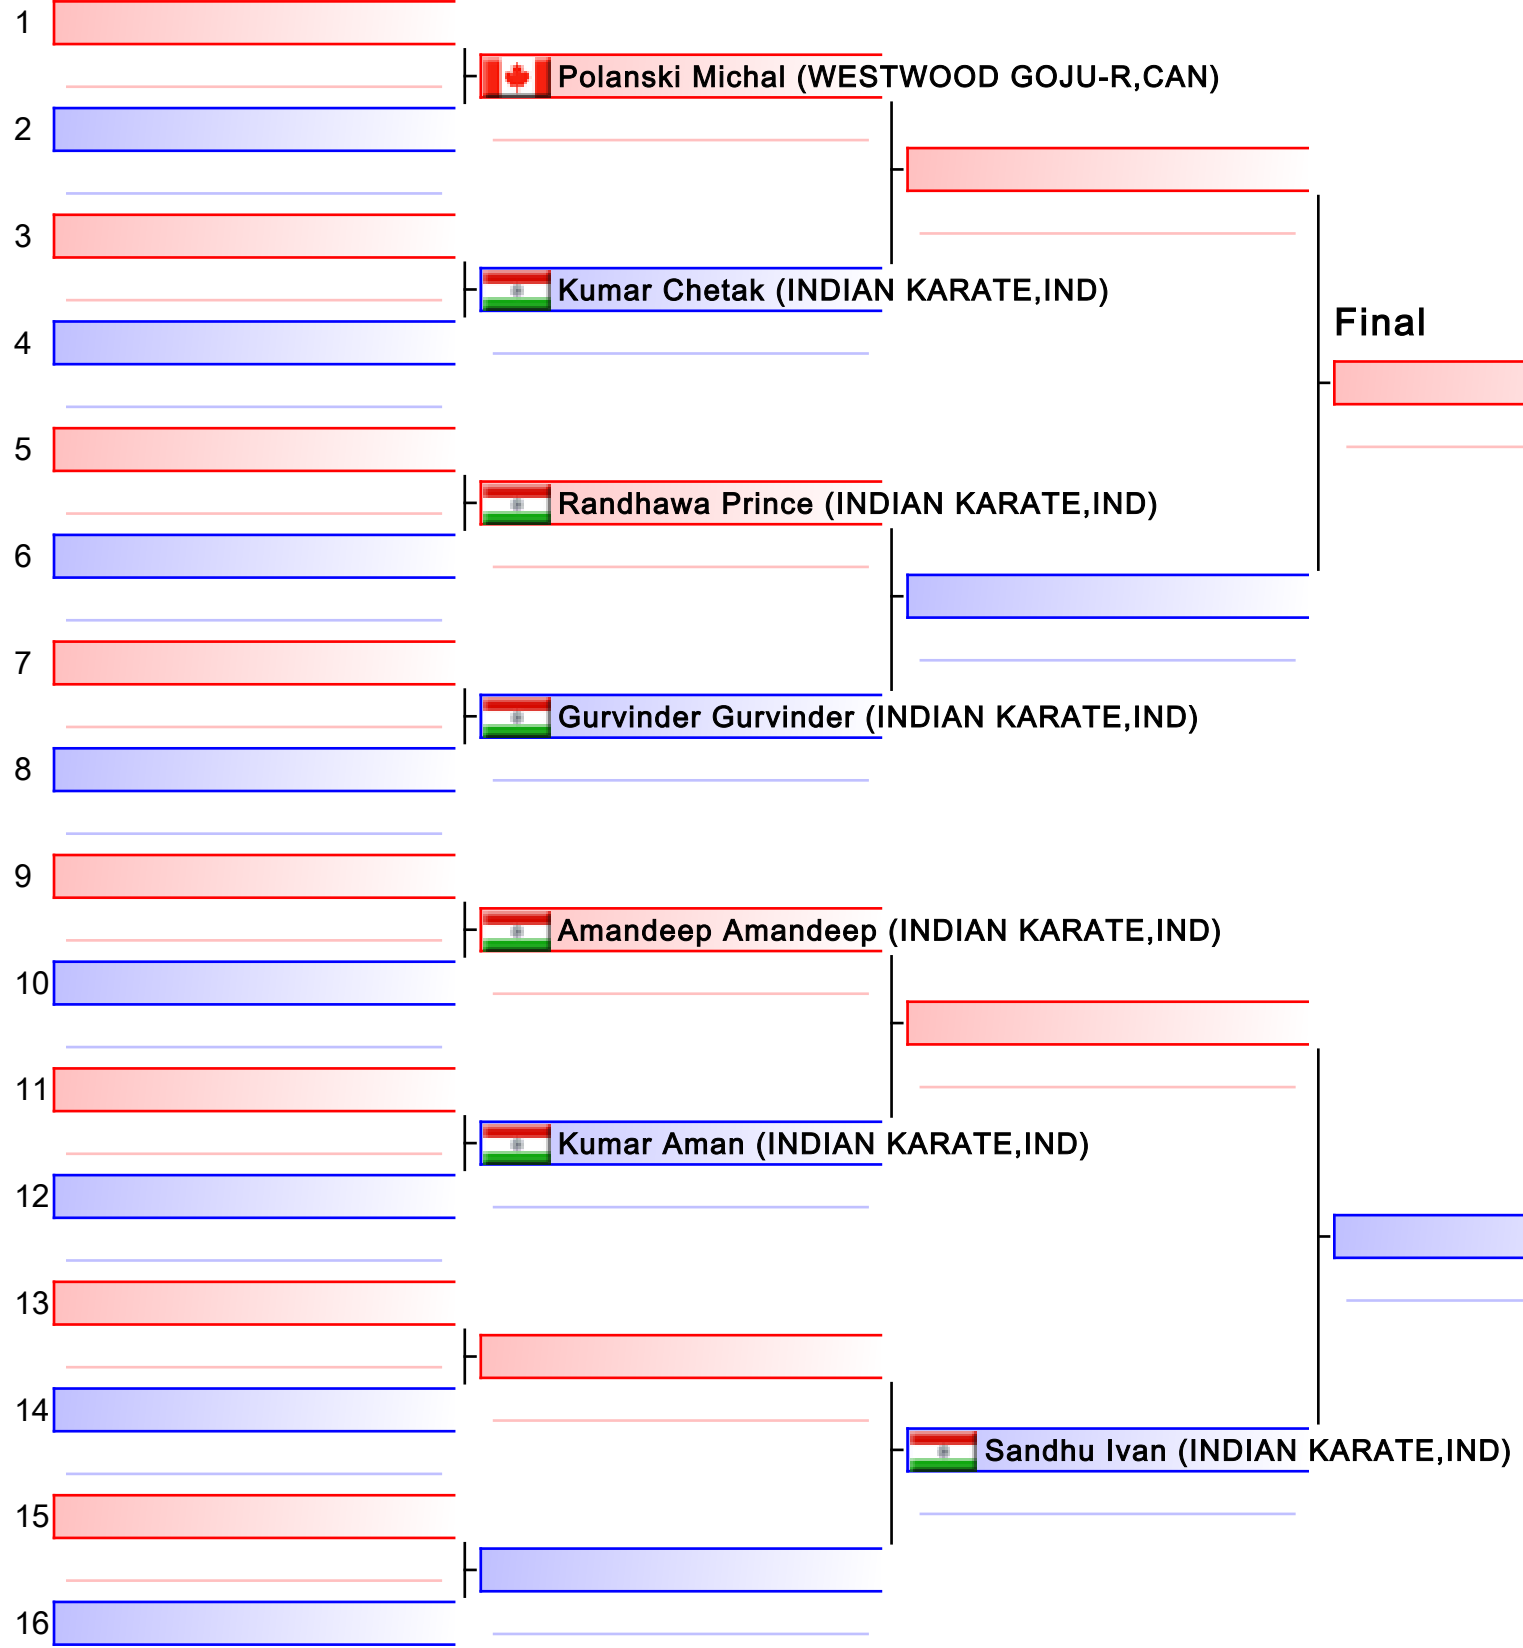 1
Polanski Michal (WESTWOOD GOJU-R,CAN)
2
3
Kumar Chetak (INDIAN KARATE,IND)
Final
4
5
Randhawa Prince (INDIAN KARATE,IND)
6
7
Gurvinder Gurvinder (INDIAN KARATE,IND)
8
9
Amandeep Amandeep (INDIAN KARATE,IND)
10
11
Kumar Aman (INDIAN KARATE,IND)
12
13
14
Sandhu Ivan (INDIAN KARATE,IND)
15
16